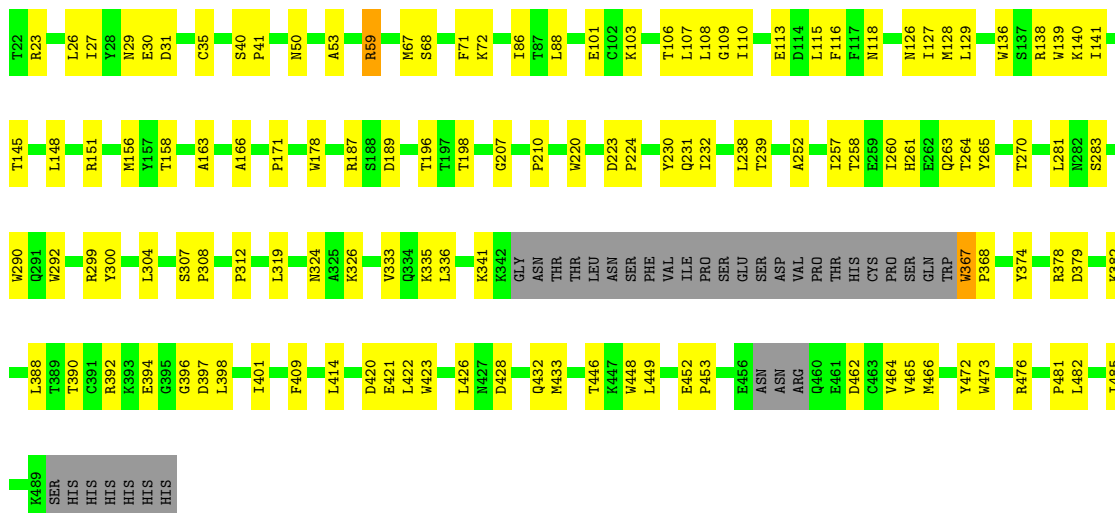 T22 R23 L26 I27 Y28 N29 E30 D31 C35 S40 P41 N50 A53 R59 M67 S68 F71 K72 I86 T87 L88 E101 C102 K103 T106 L107 L108 G109 I110 E113 D114 L115 F116 F117 N118 N126 I127 M128 L129 W136 S137 R138 W139 K140 I141
T145 L148 R151 M156 Y157 T158 A163 A166 P171 W178 R187 S188 D189 T196 T197 T198 G207 P210 W220 D223 P224 Y230 Q231 I232 L238 T239 A252 I257 T258 E259 I260 H261 E262 Q263 T264 Y265 T270 L281 N282 S283
W290 Q291 W292 R299 Y300 L304 S307 P308 P312 L319 N324 A325 K326 V333 Q334 K335 L336 K341 K342 GLY ASN THR THR LEU ASN SER PHE VAL ILE PRO SER GLU SER ASP VAL PRO THR HIS CYS PRO SER GLN TRP W367 P368 Y374 R378 D379 K382
L388 T389 T390 C391 R392 K393 E394 G395 G396 D397 L398 I401 F409 L414 D420 E421 L422 W423 L426 N427 D428 Q432 M433 T446 K447 W448 L449 E452 P453 E456 ASN ASN ARG Q460 E461 D462 C463 V464 V465 M466 Y472 W473 R476 P481 L482
K489 SER HIS HIS HIS HIS HIS HIS